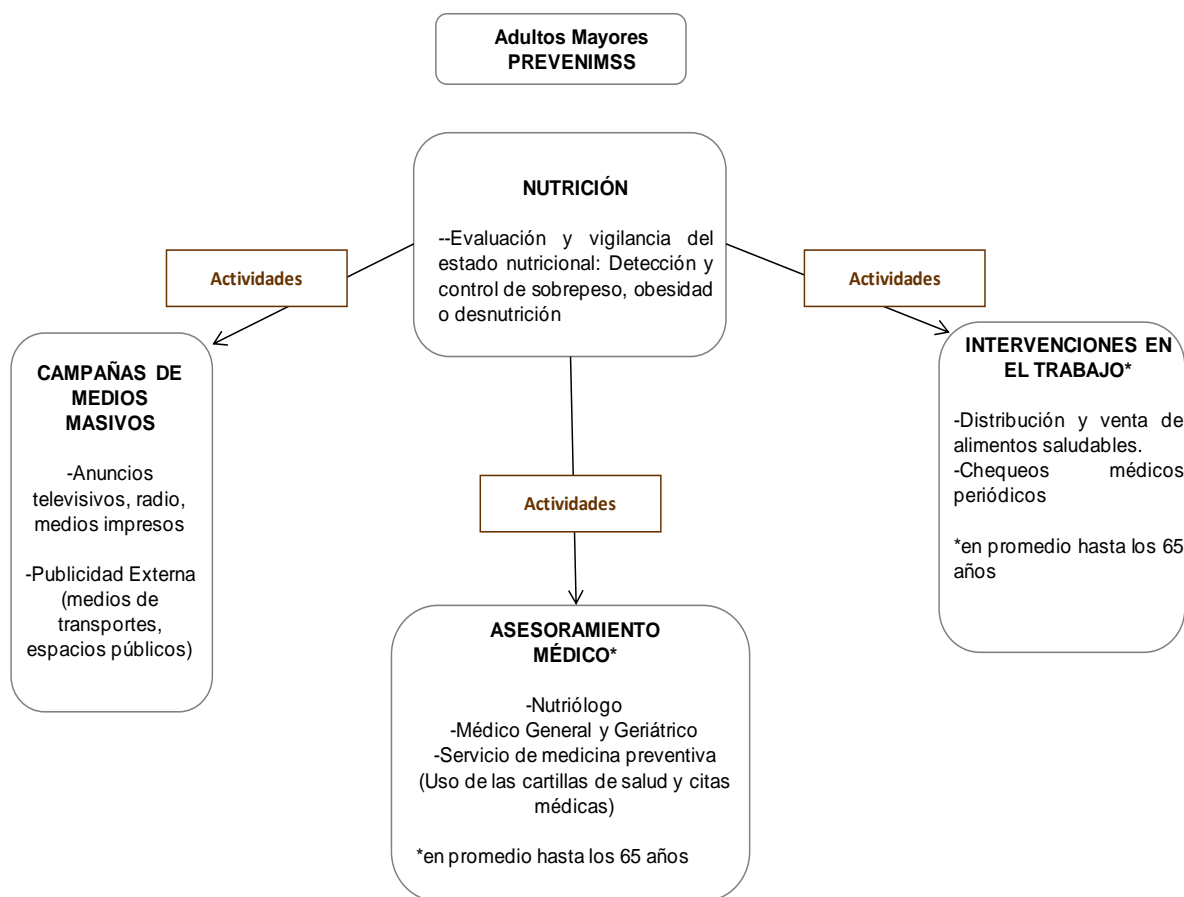 Adultos Mayores
PREVENIMSS
NUTRICIÓN
--Evaluación y vigilancia del
estado nutricional: Detección y
control de sobrepeso, obesidad
o desnutrición
Actividades
Actividades
Actividades
CAMPAÑAS DE
MEDIOS
MASIVOS
-Anuncios
televisivos, radio,
medios impresos
-Publicidad Externa
(medios de
transportes,
espacios públicos)
ASESORAMIENTO
MÉDICO*
-Nutriólogo
-Médico General y Geriátrico
-Servicio de medicina preventiva
(Uso de las cartillas de salud y citas
médicas)
*en promedio hasta los 65 años
INTERVENCIONES EN
EL TRABAJO*
-Distribución y venta de
alimentos saludables.
-Chequeos médicos
periódicos
*en promedio hasta los 65
años